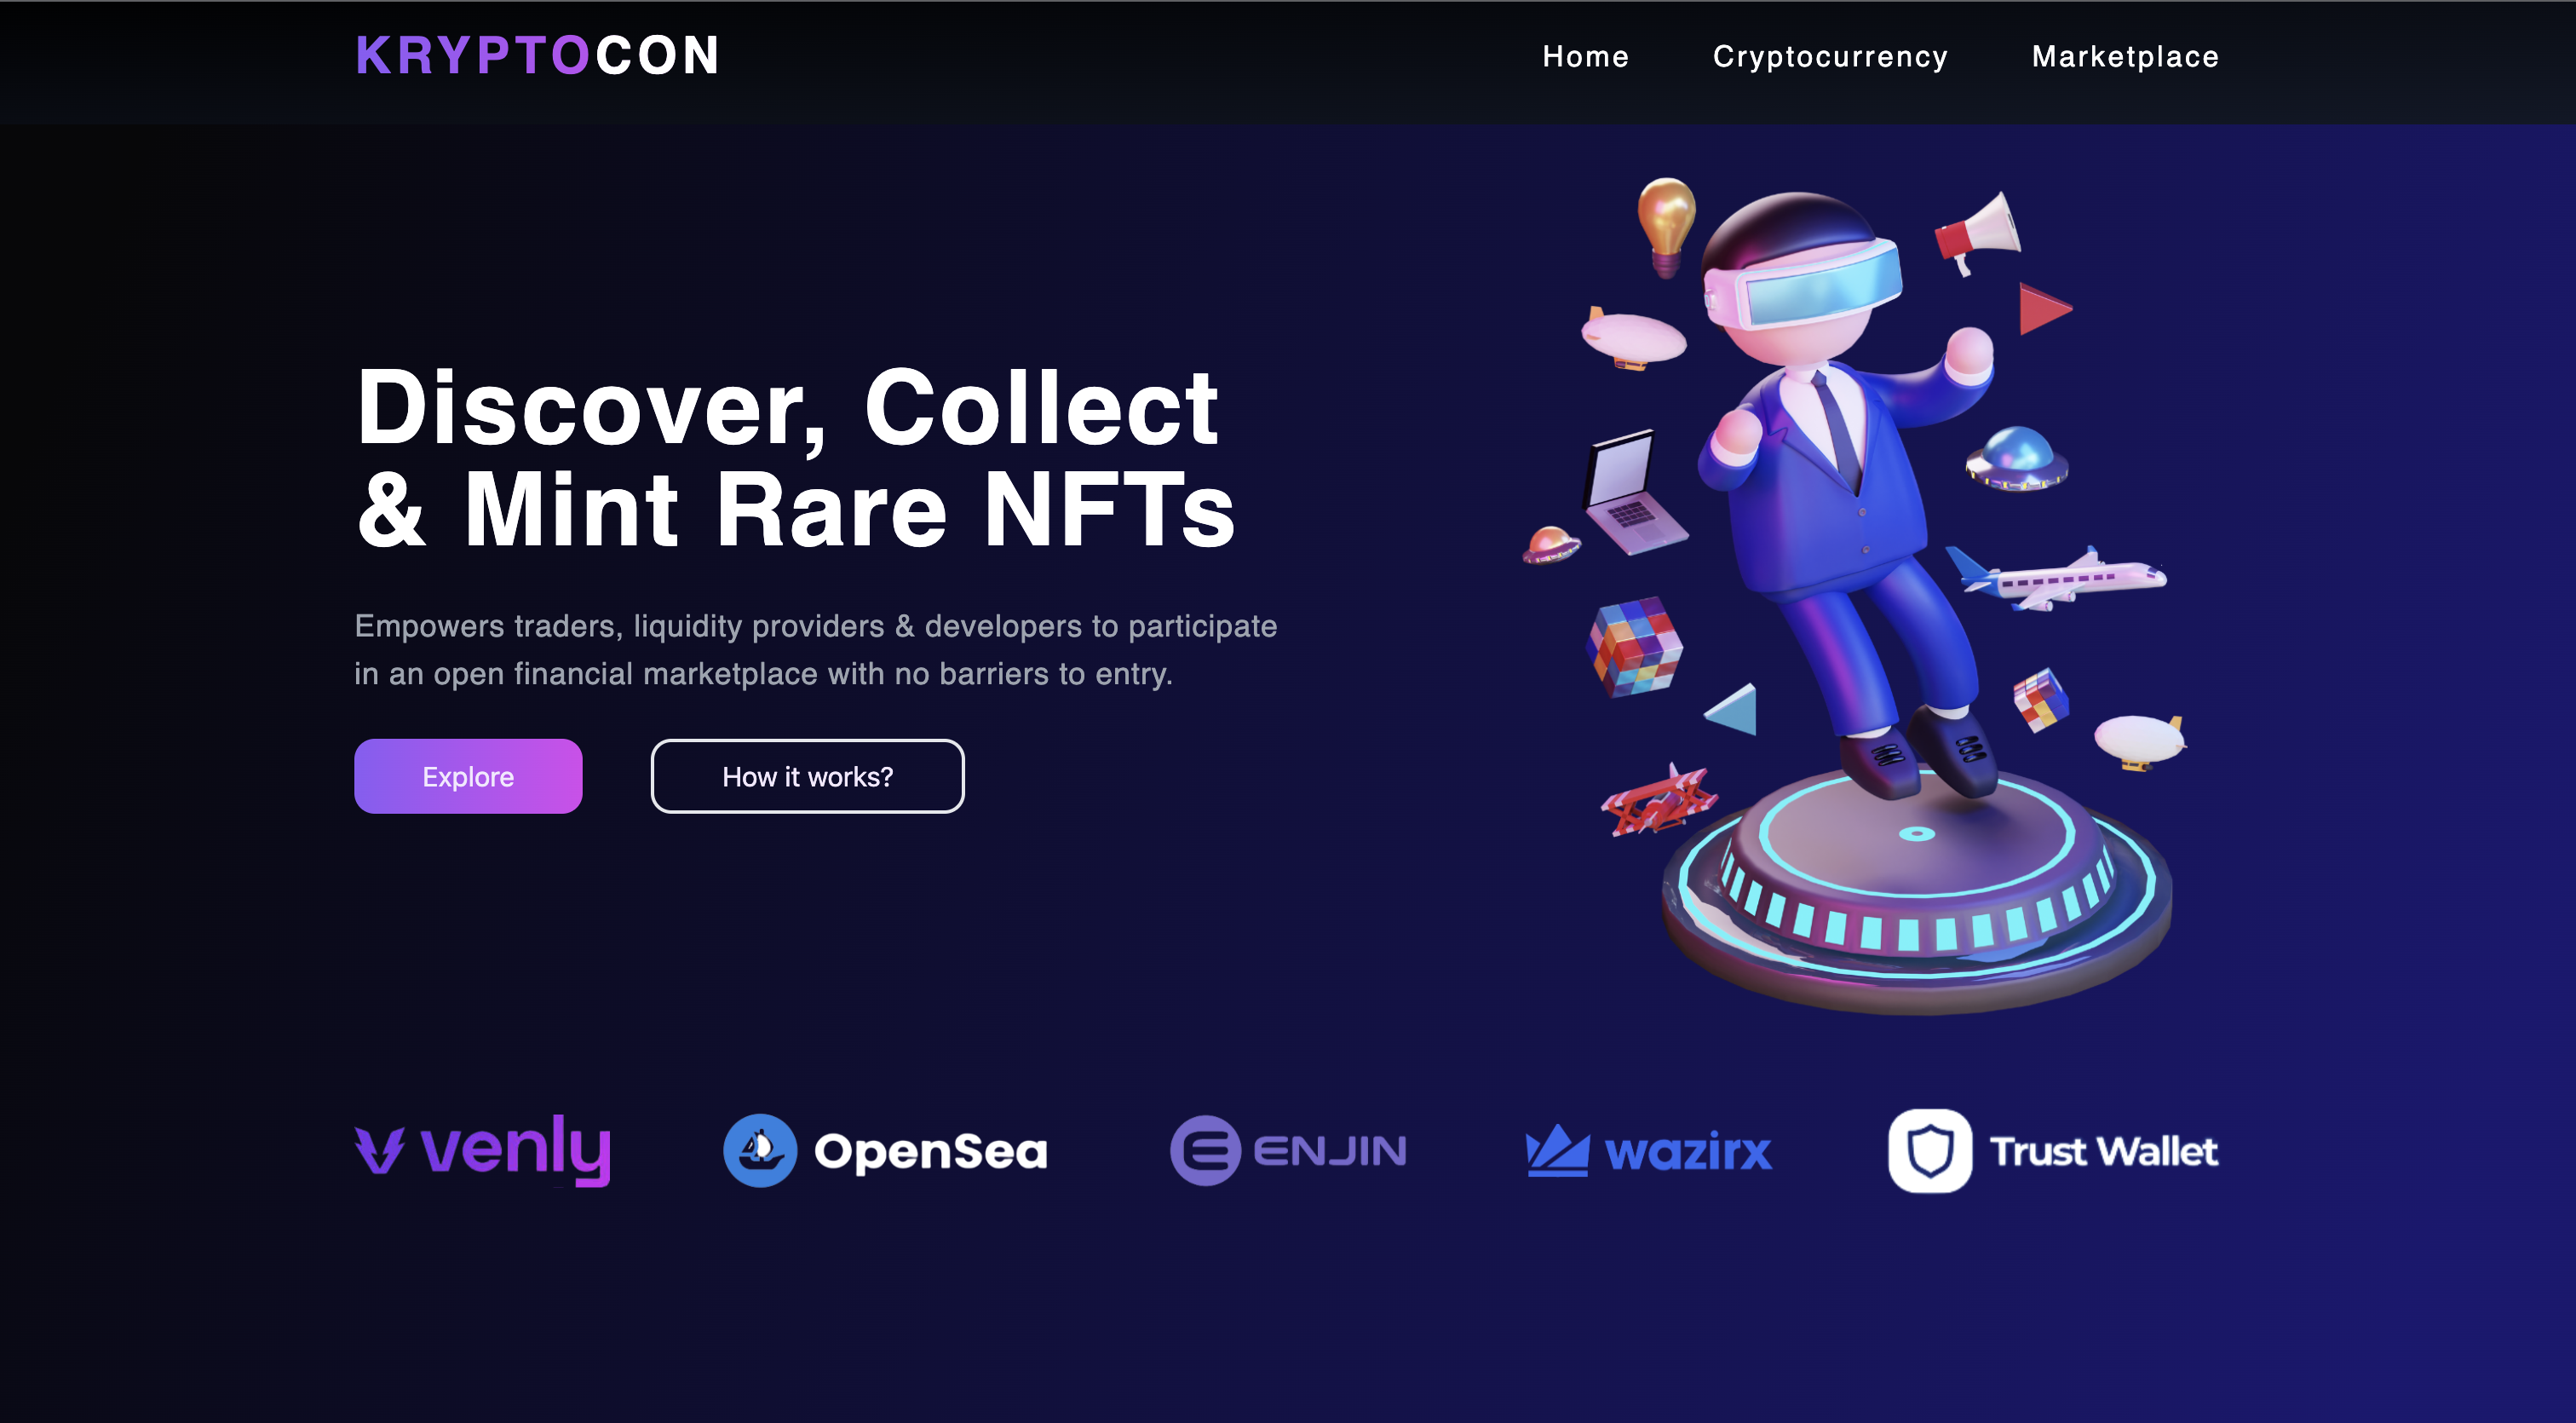 KRYPTOCON
Home
Cryptocurrency
Marketplace
Discover, Collect
& Mint Rare NFTs
Empowers traders, liquidity providers & developers to participate
in an open financial marketplace with no barriers to entry.
Explore
How it works?
venly
OpenSea
ENJIN
wazirx
Trust Wallet